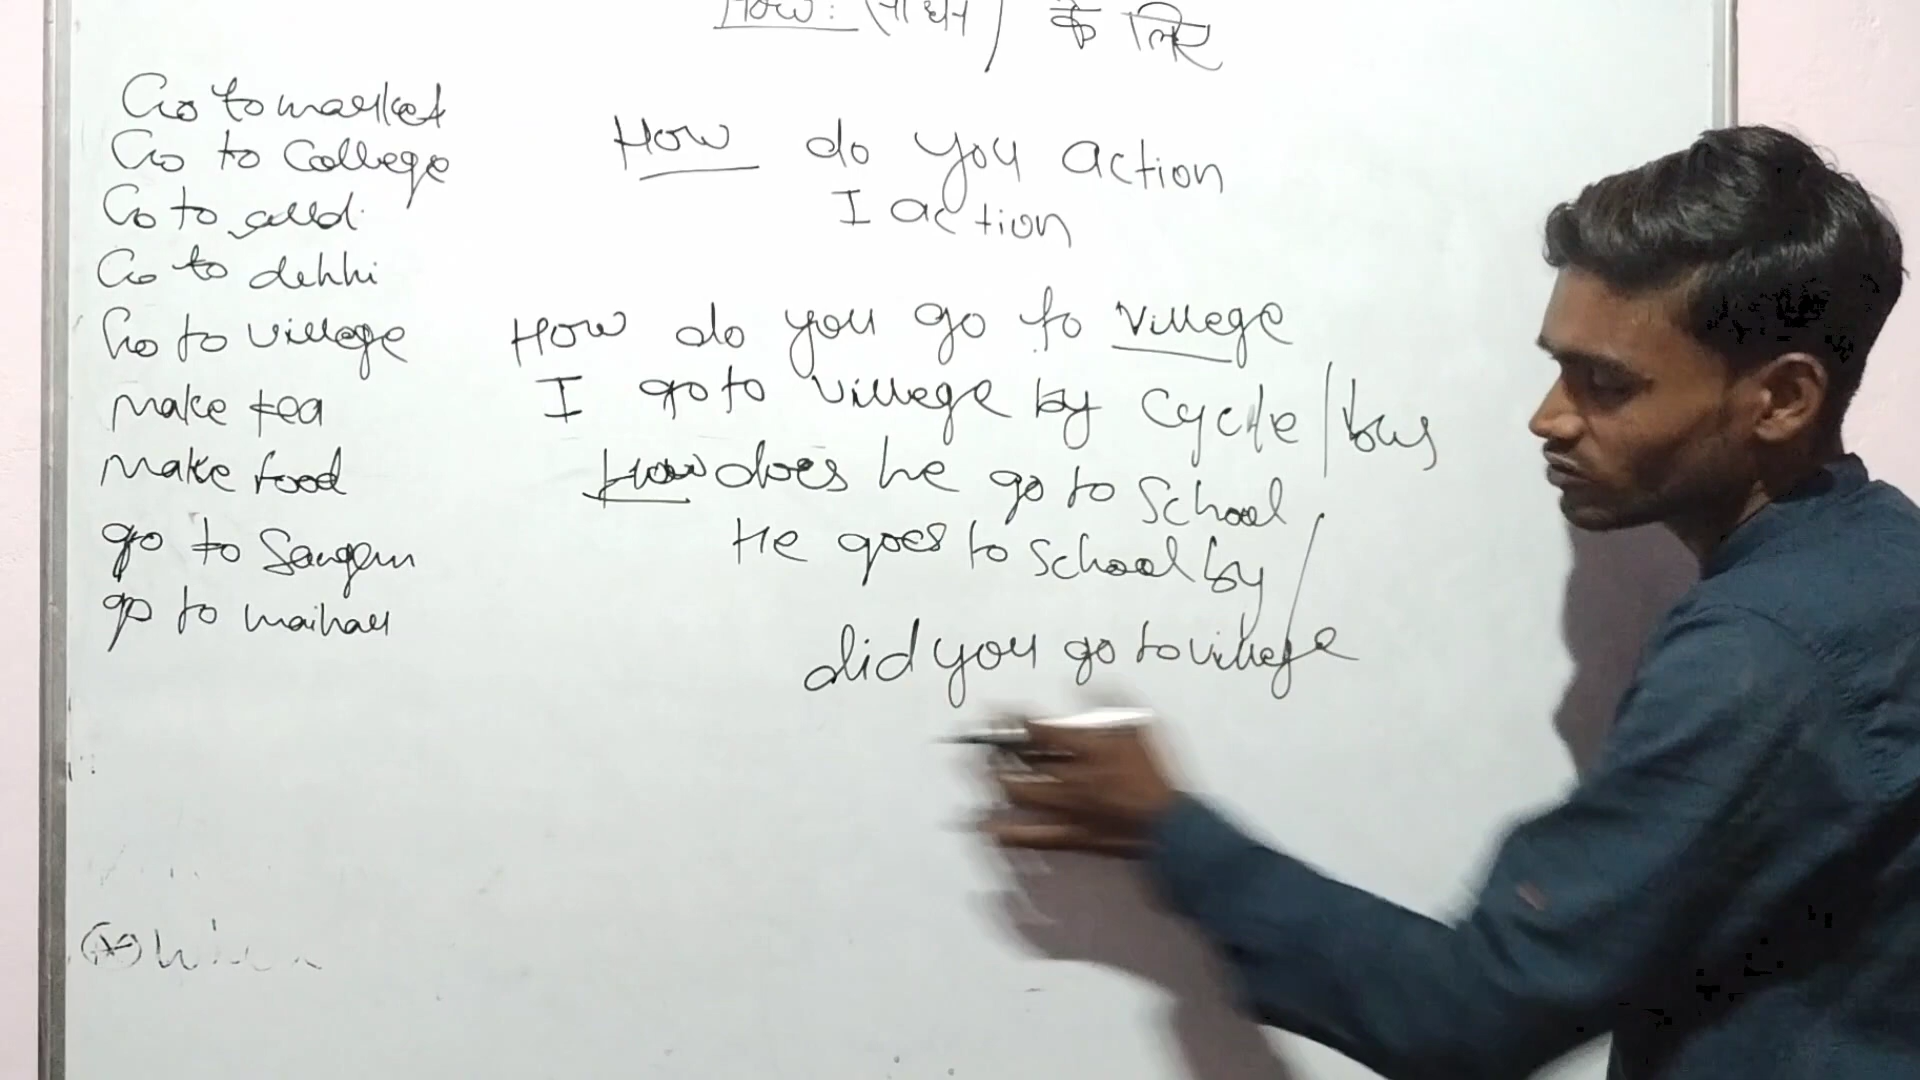 How: (साधन) के लिए
Go to market
Go to College
Go to alld.
Go to dehhi
Go to village
Make tea
Make food
go to Sangam
go to maihar
How do you action
I action
How do you go to village
I go to village by Cycle/bus
How does he go to School
He goes to School by/
did you go to village